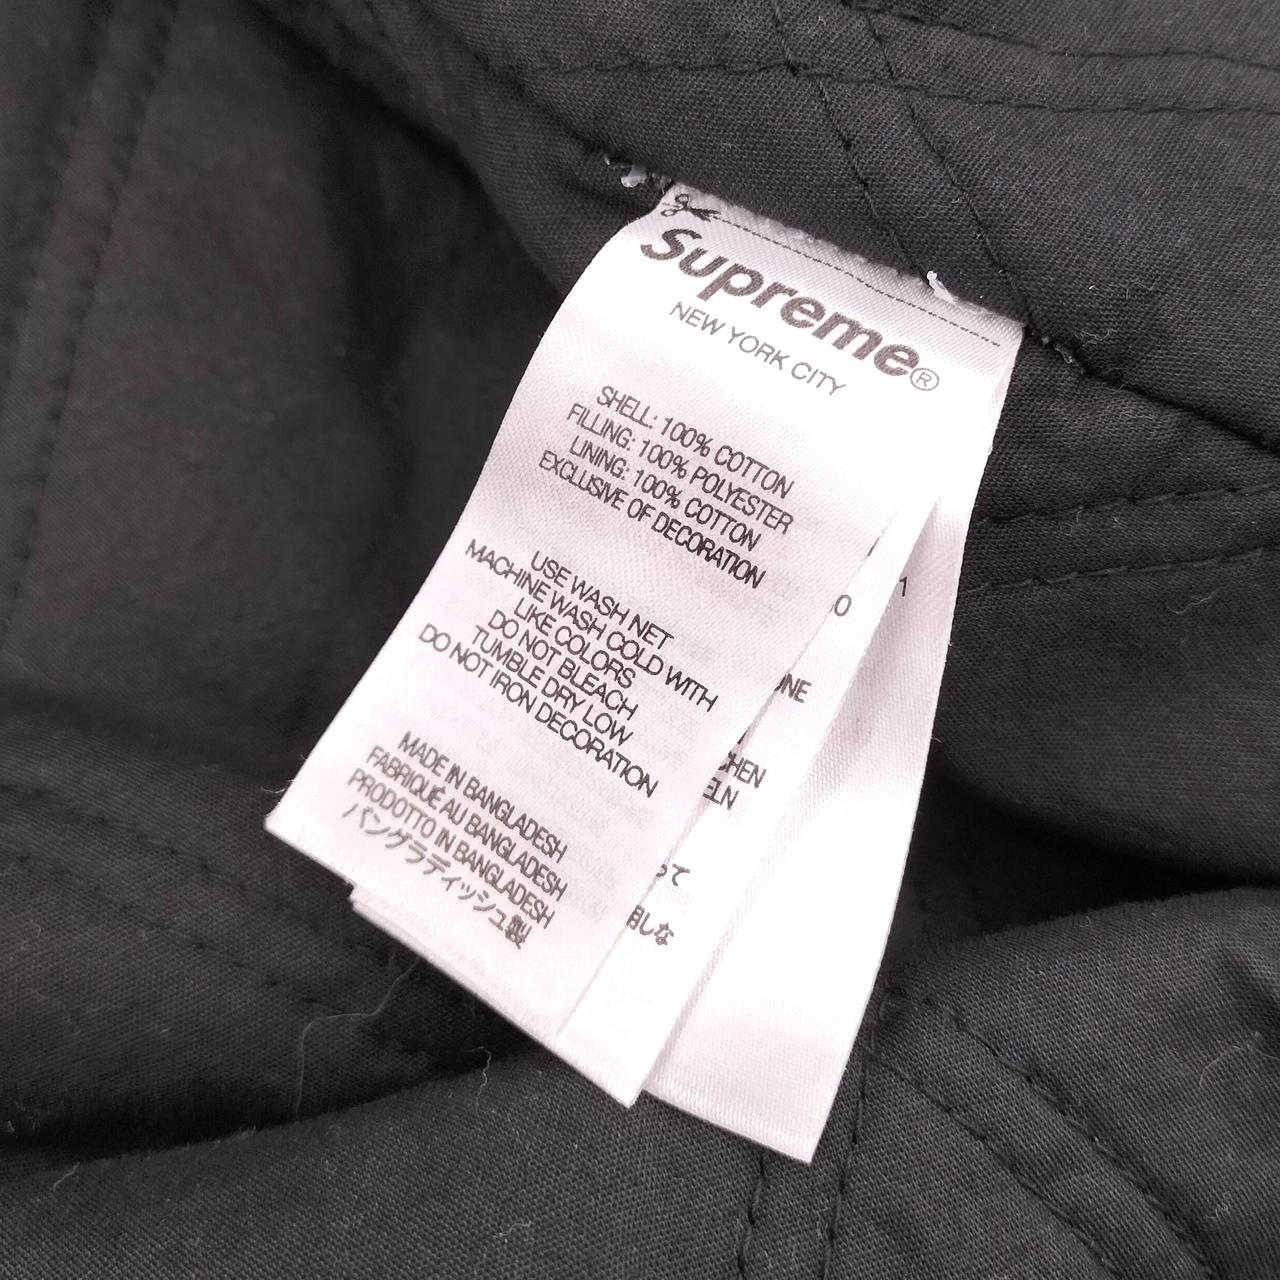 Supreme®
NEW YORK CITY
SHELL: 100% COTTON
FILLING: 100% POLYESTER
LINING: 100% COTTON
EXCLUSIVE OF DECORATION
USE WASH NET
MACHINE WASH COLD WITH
LIKE COLORS
DO NOT BLEACH
TUMBLE DRY LOW
DO NOT IRON DECORATION
MADE IN BANGLADESH
FABRIQUÉ AU BANGLADESH
PRODOTTO IN BANGLADESH
バングラディッシュ製